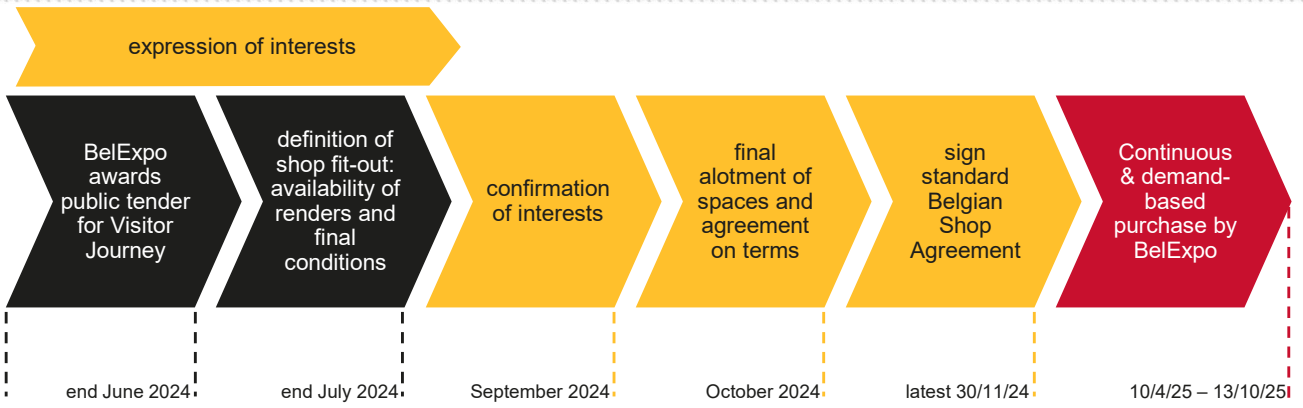 expression of interests
BelExpo
awards
public tender
for Visitor
Journey
definition of
shop fit-out:
availability of
renders and
final
conditions
confirmation
of interests
final
alotment of
spaces and
agreement
on terms
sign
standard
Belgian
Shop
Agreement
Continuous
& demand-
based
purchase by
BelExpo
end June 2024
end July 2024
September 2024
October 2024
latest 30/11/24
10/4/25 – 13/10/25